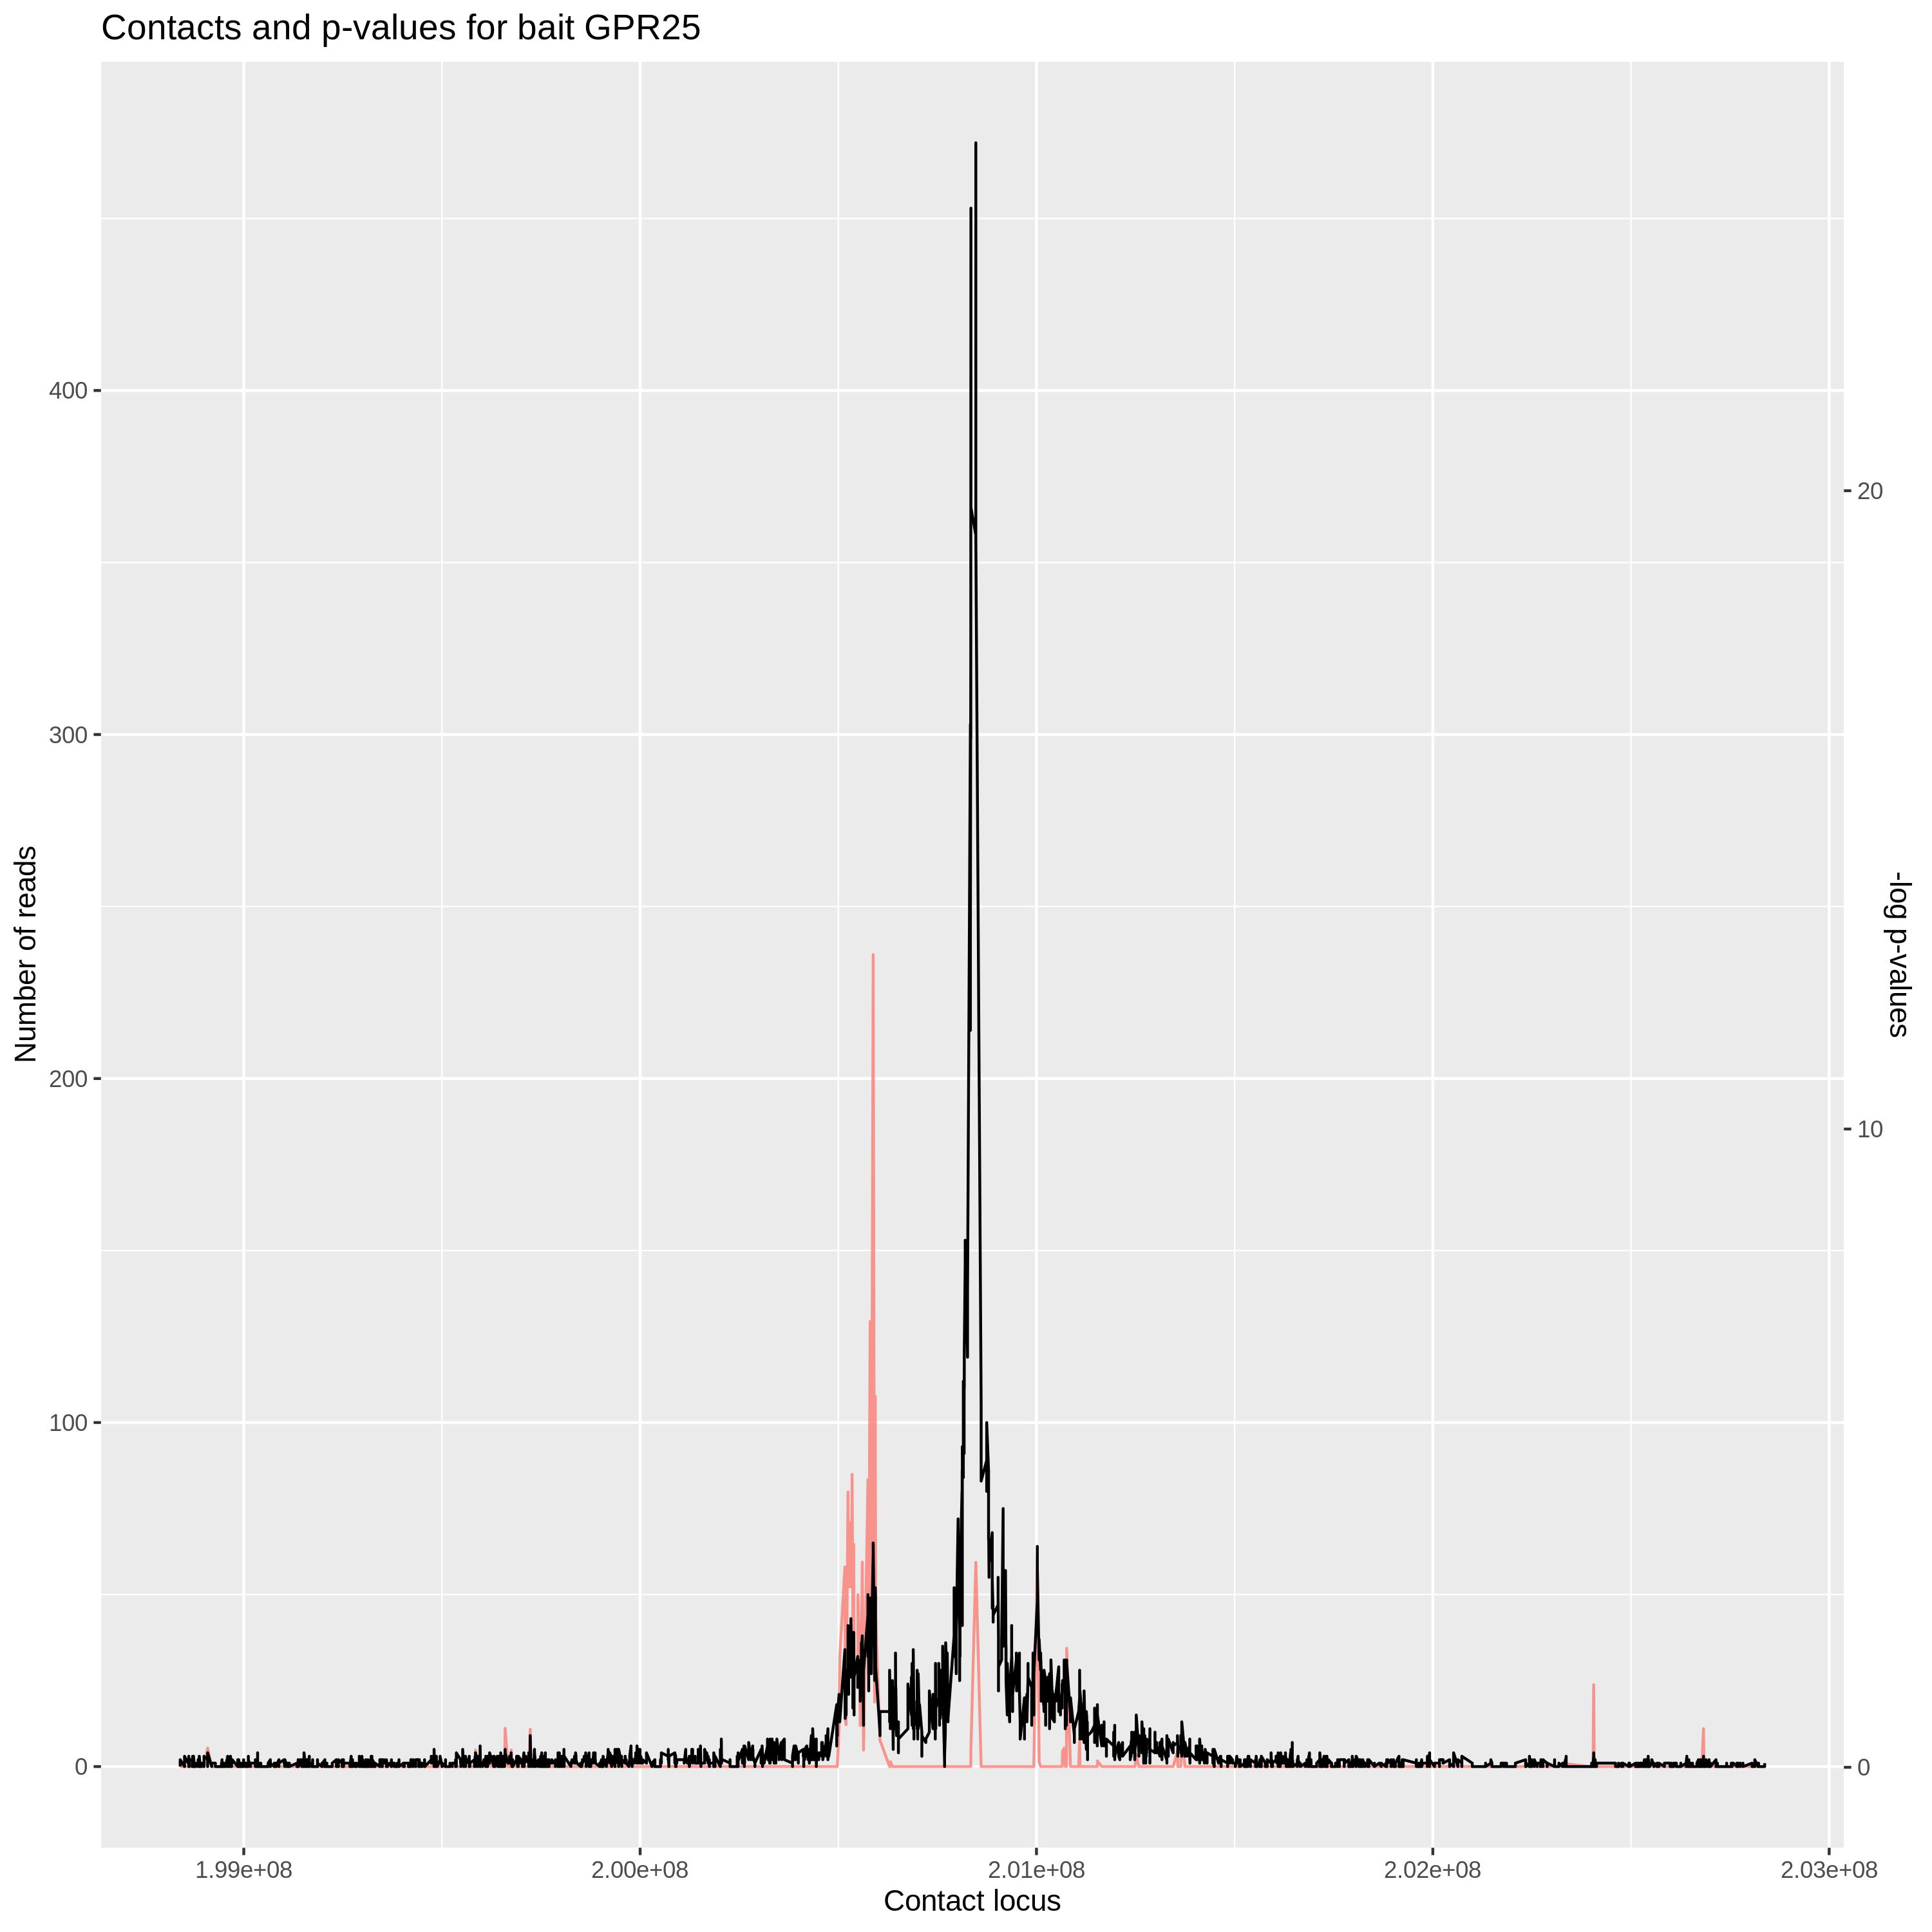 Contacts and p-values for bait GPR25
400
300
200
100
0
Number of reads
20
10
0
-log p-values
1.99e+08
2.00e+08
2.01e+08
2.02e+08
2.03e+08
Contact locus